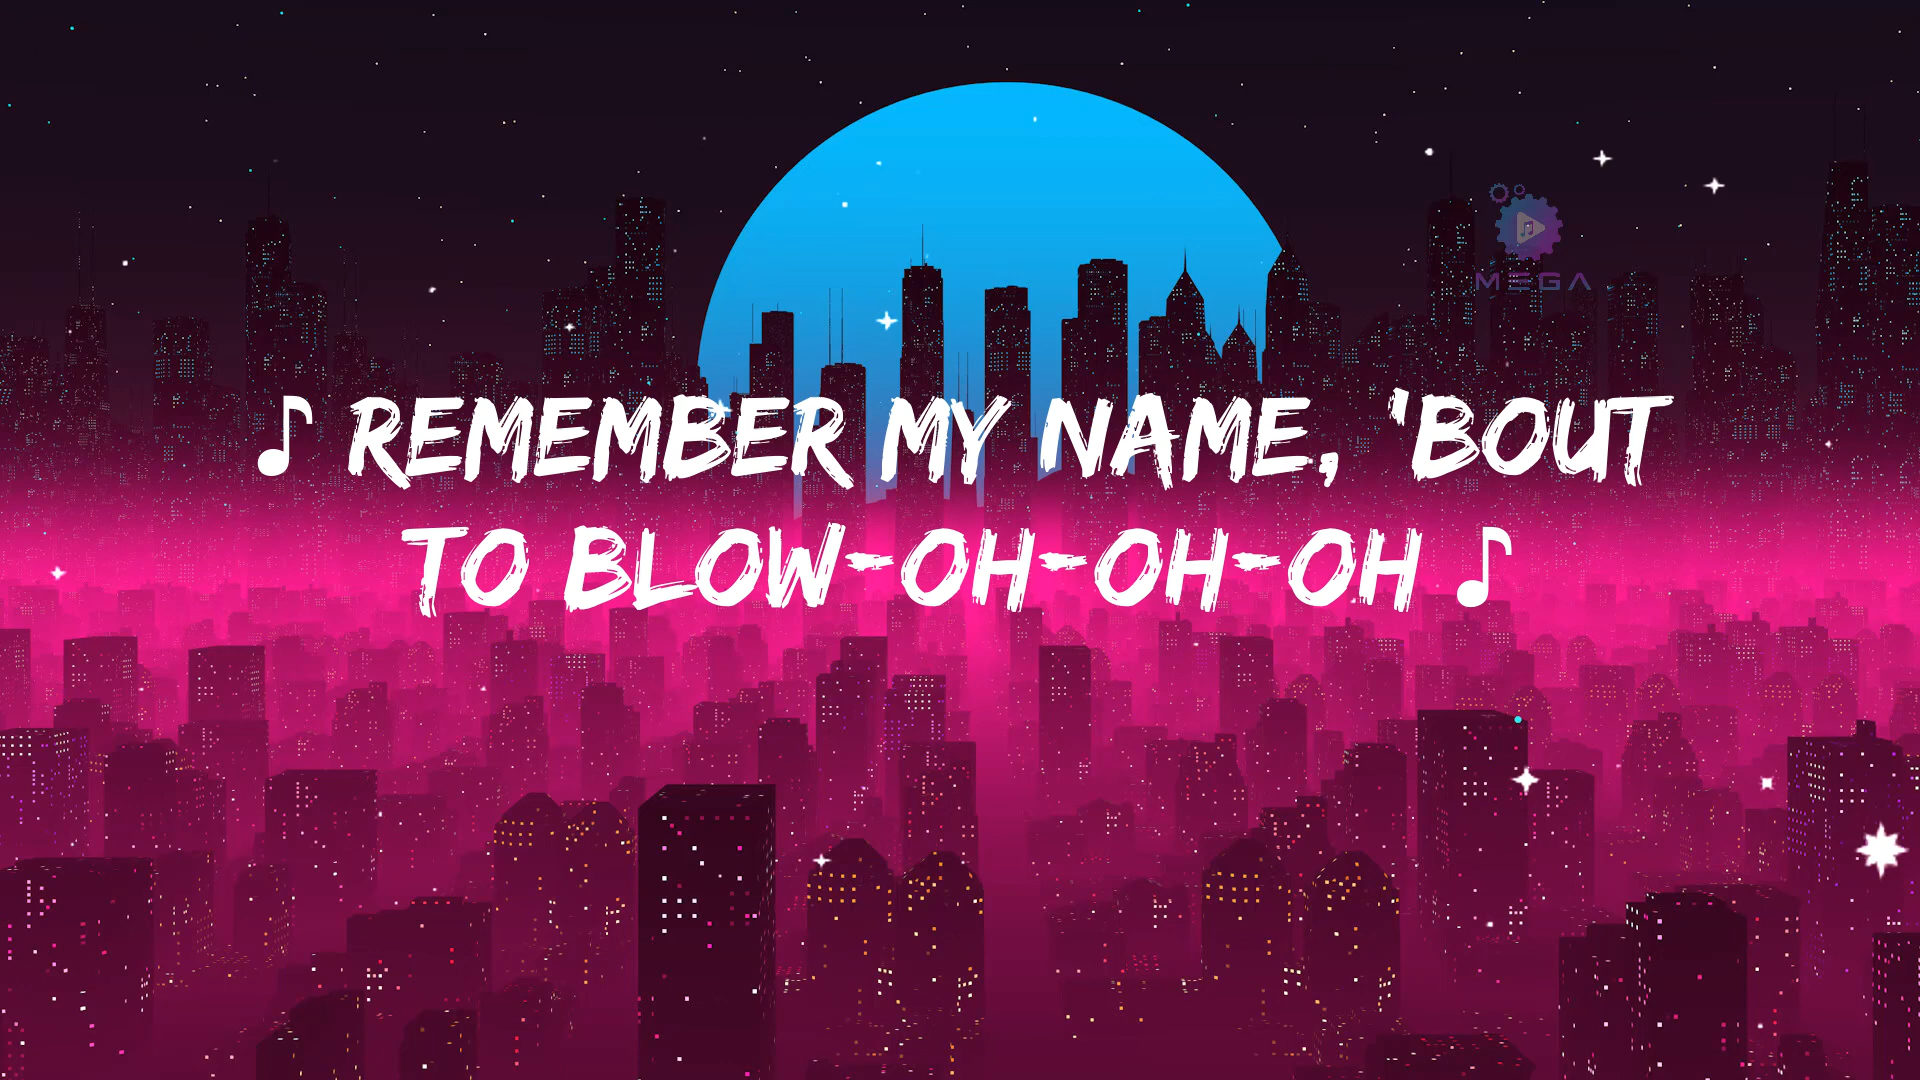 MEGA
♪ REMEMBER MY NAME, 'BOUT
TO BLOW-OH-OH-OH ♪